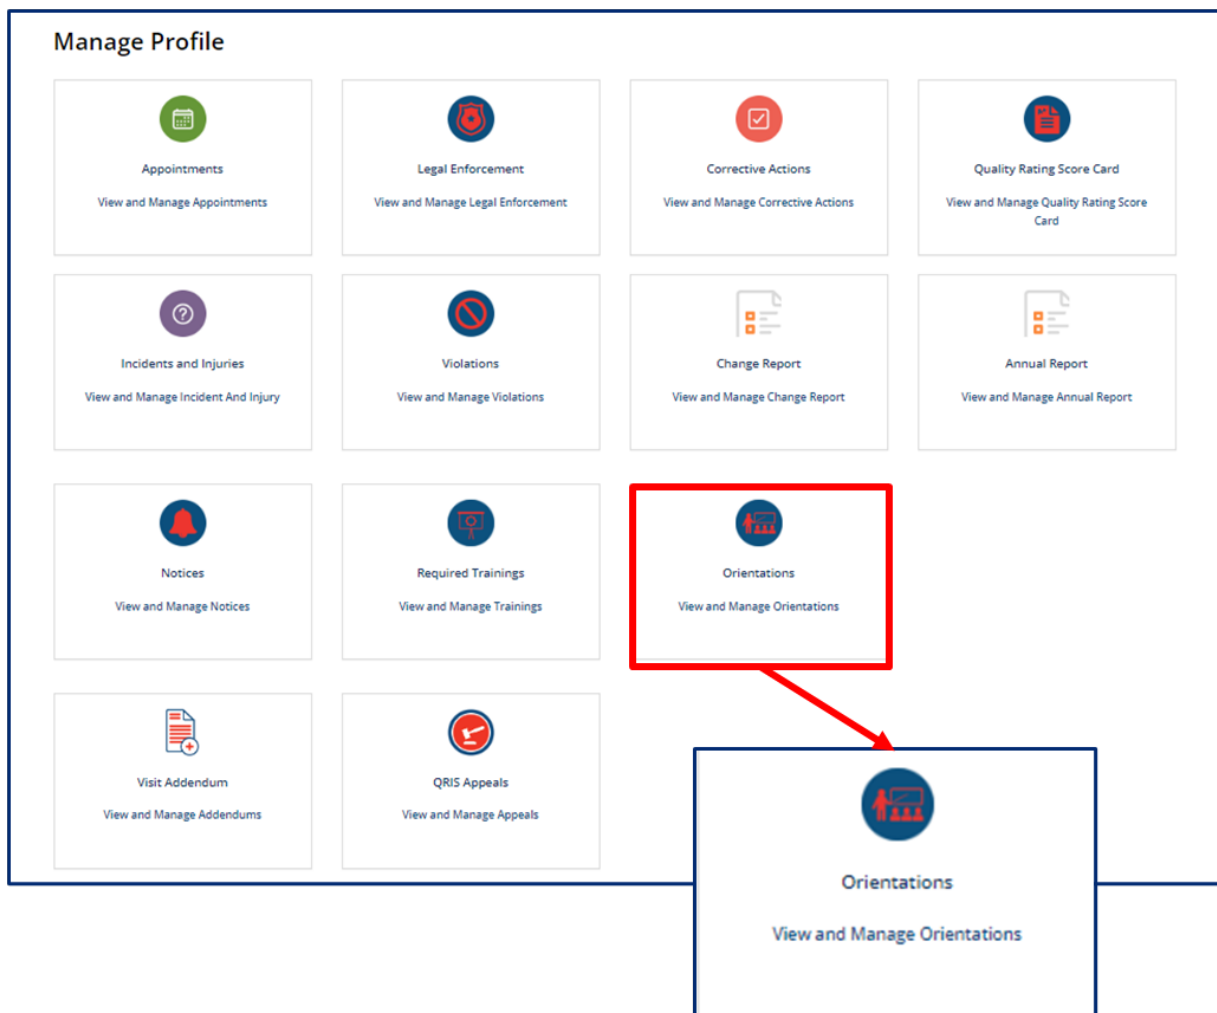 Manage Profile
Appointments
View and Manage Appointments
Legal Enforcement
View and Manage Legal Enforcement
Corrective Actions
View and Manage Corrective Actions
Quality Rating Score Card
View and Manage Quality Rating Score
Card
Incidents and Injuries
View and Manage Incident And Injury
Violations
View and Manage Violations
Change Report
View and Manage Change Report
Annual Report
View and Manage Annual Report
Notices
View and Manage Notices
Required Trainings
View and Manage Trainings
Orientations
View and Manage Orientations
Visit Addendum
View and Manage Addendums
QRIS Appeals
View and Manage Appeals
Orientations
View and Manage Orientations